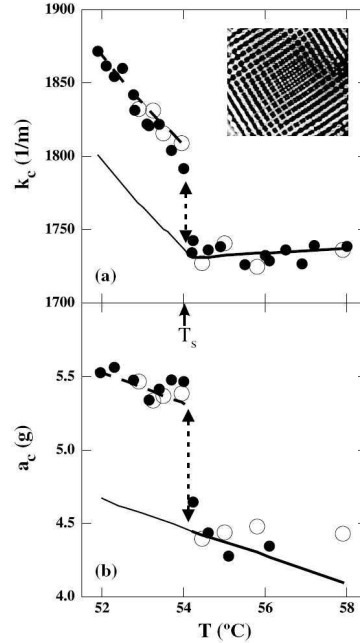 1900
1850
k_c (1/m)
1800
1750
(a)
1700
T_s
5.5
a_c (g)
5.0
4.5
(b)
4.0
52 54 56 58
T (ºC)